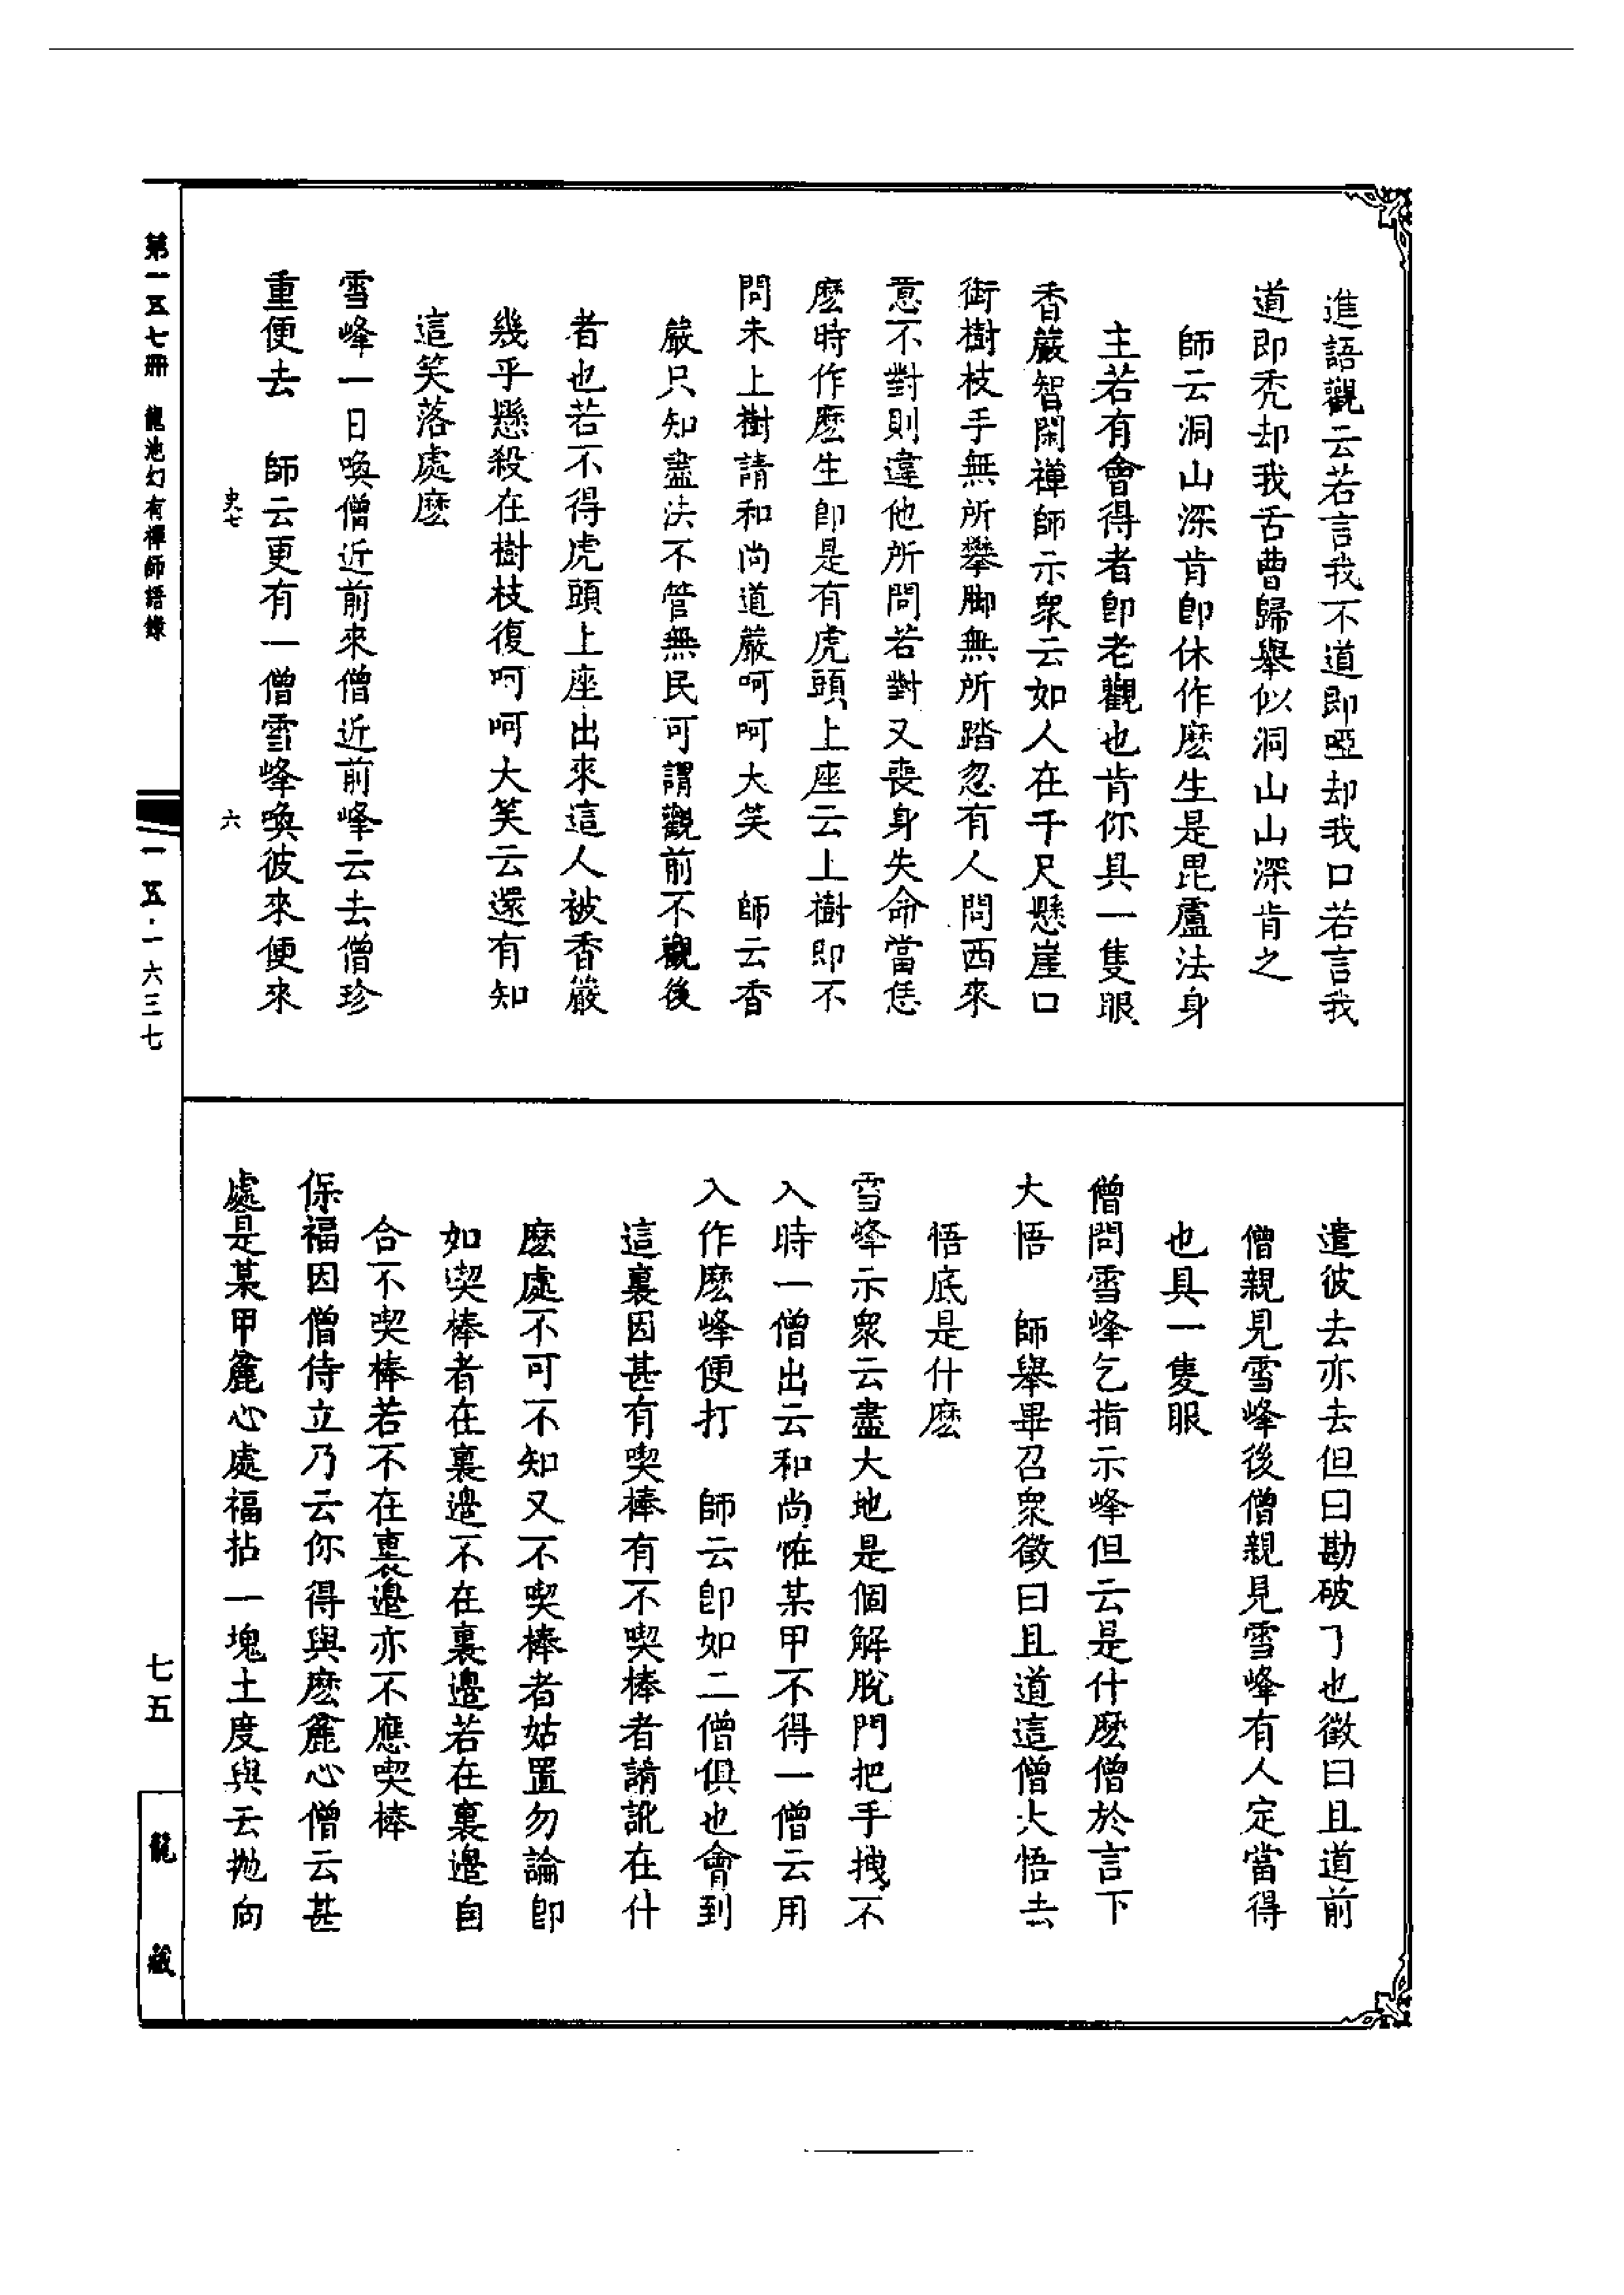 進語觀云若言我不道即啞却我口若言我
道即禿却我舌曹歸舉似洞山山深肯之
師云洞山深肯即休作麽生是毘盧法身
主若有會得者即老觀也肯你具一隻眼
香嚴智閑禪師示衆云如人在千尺懸崖口
銜樹枝手無所攀脚無所踏忽有人問西來
意不對則違他所問若對又喪身失命當恁
麽時作麽生即是有虎頭上座云上樹即不
問未上樹請和尚道嚴呵呵大笑　師云香
嚴只知盡法不管無民可謂觀前不觀後
者也若不得虎頭上座出來這人被香嚴
幾乎懸殺在樹枝復呵呵大笑云還有知
這笑落處麽
雪峰一日喚僧近前來僧近前峰云去僧珍
重便去　師云更有一僧雪峰喚彼來便來
史七　六
遣彼去亦去但曰勘破了也徵曰且道前
僧親見雪峰後僧親見雪峰有人定當得
也具一隻眼
僧問雪峰乞指示峰但云是什麽僧於言下
大悟　師舉畢召衆徵曰且道這僧大悟去
悟底是什麽
雪峰示衆云盡大地是個解脫門把手拽不
入時一僧出云和尚怪某甲不得一僧云用
入作麽峰便打　師云即如二僧俱也會到
這裏因甚有喫棒有不喫棒者誵訛在什
麽處不可不知又不喫棒者姑置勿論即
如喫棒者在裏邊不在裏邊若在裏邊自
合不喫棒若不在裏邊亦不應喫棒
保福因僧侍立乃云你得與麽麄心僧云甚
處是某甲麄心處福拈一塊土度與云拋向
第一五七冊　龍池幻有禪師語錄
一五·一六三七
七五
龍藏